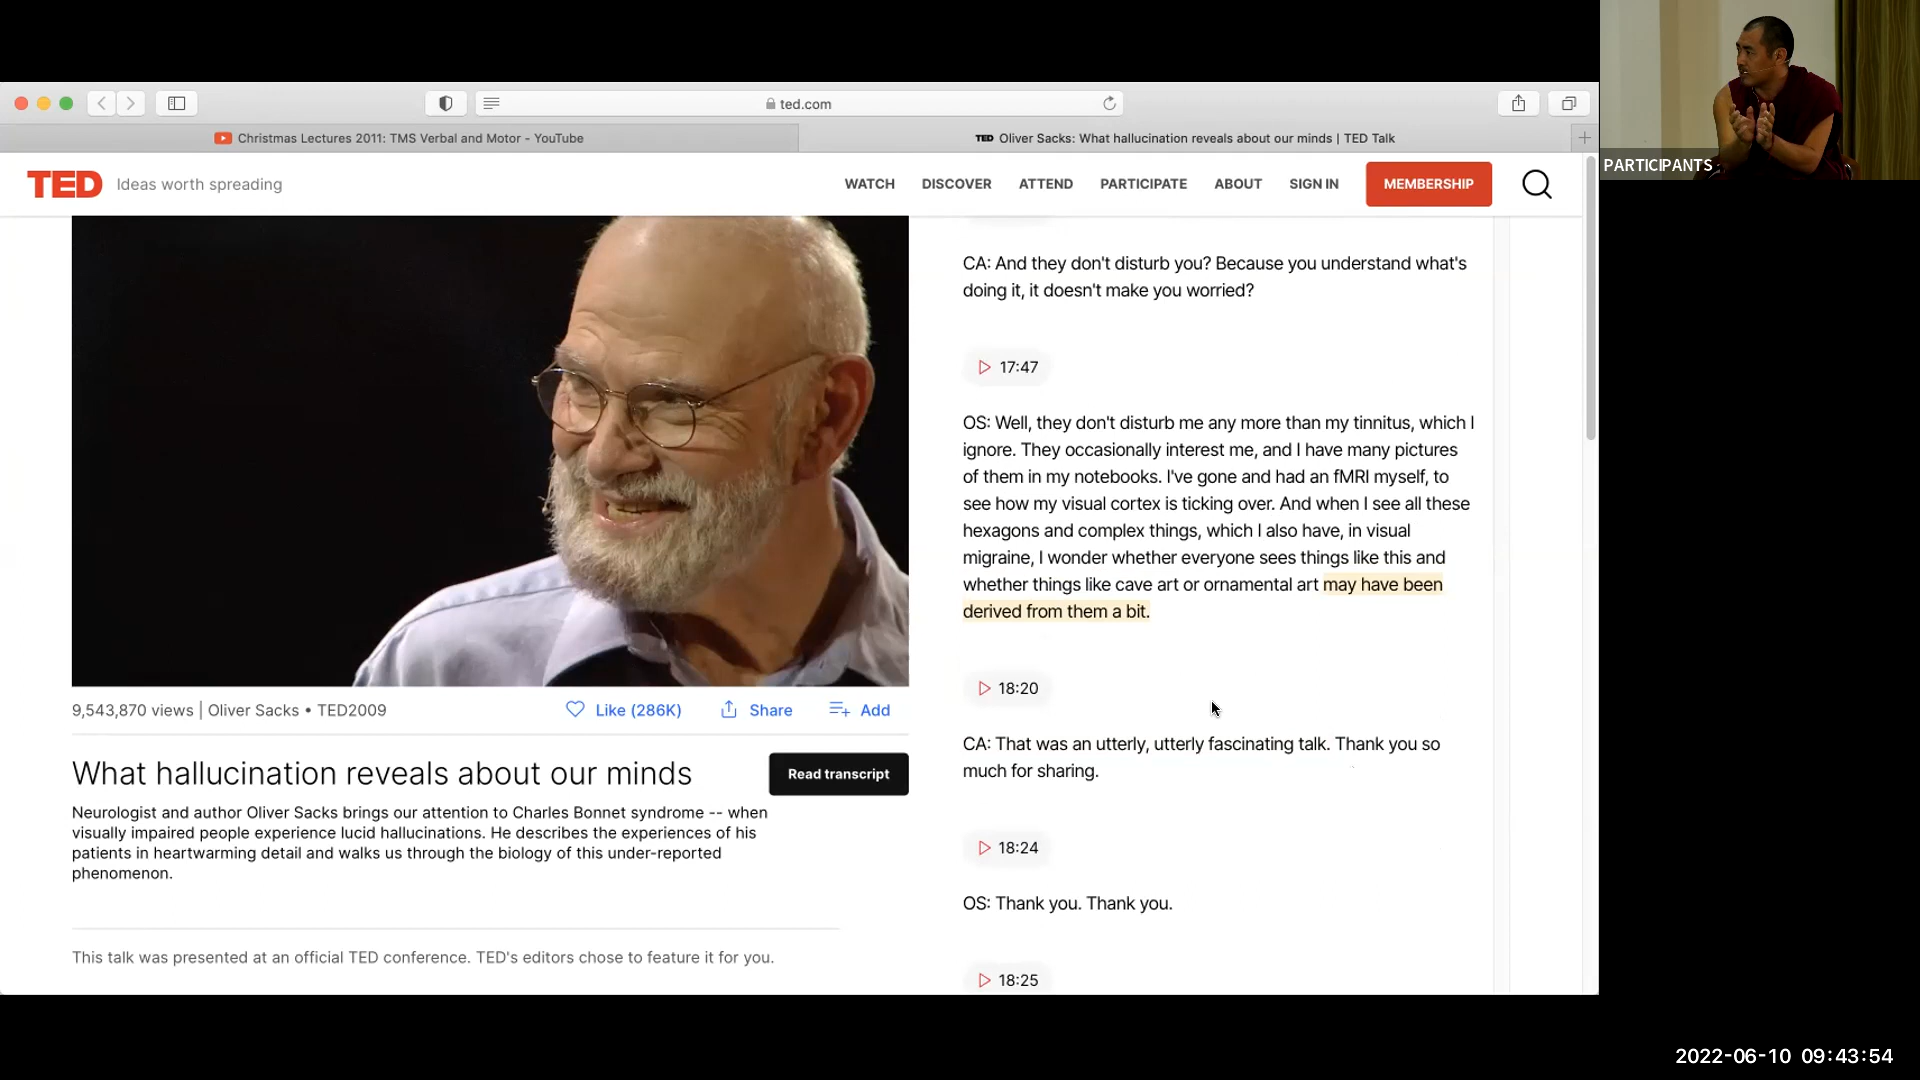 ted.com
Christmas Lectures 2011: TMS Verbal and Motor - YouTube
TED Oliver Sacks: What hallucination reveals about our minds | TED Talk
TED Ideas worth spreading
WATCH DISCOVER ATTEND PARTICIPATE ABOUT SIGN IN MEMBERSHIP
PARTICIPANTS
CA: And they don't disturb you? Because you understand what's
doing it, it doesn't make you worried?
17:47
OS: Well, they don't disturb me any more than my tinnitus, which I
ignore. They occasionally interest me, and I have many pictures
of them in my notebooks. I've gone and had an fMRI myself, to
see how my visual cortex is ticking over. And when I see all these
hexagons and complex things, which I also have, in visual
migraine, I wonder whether everyone sees things like this and
whether things like cave art or ornamental art may have been
derived from them a bit.
18:20
CA: That was an utterly, utterly fascinating talk. Thank you so
much for sharing.
18:24
OS: Thank you. Thank you.
18:25
9,543,870 views | Oliver Sacks • TED2009
Like (286K) Share Add
What hallucination reveals about our minds
Read transcript
Neurologist and author Oliver Sacks brings our attention to Charles Bonnet syndrome -- when
visually impaired people experience lucid hallucinations. He describes the experiences of his
patients in heartwarming detail and walks us through the biology of this under-reported
phenomenon.
This talk was presented at an official TED conference. TED's editors chose to feature it for you.
2022-06-10 09:43:54